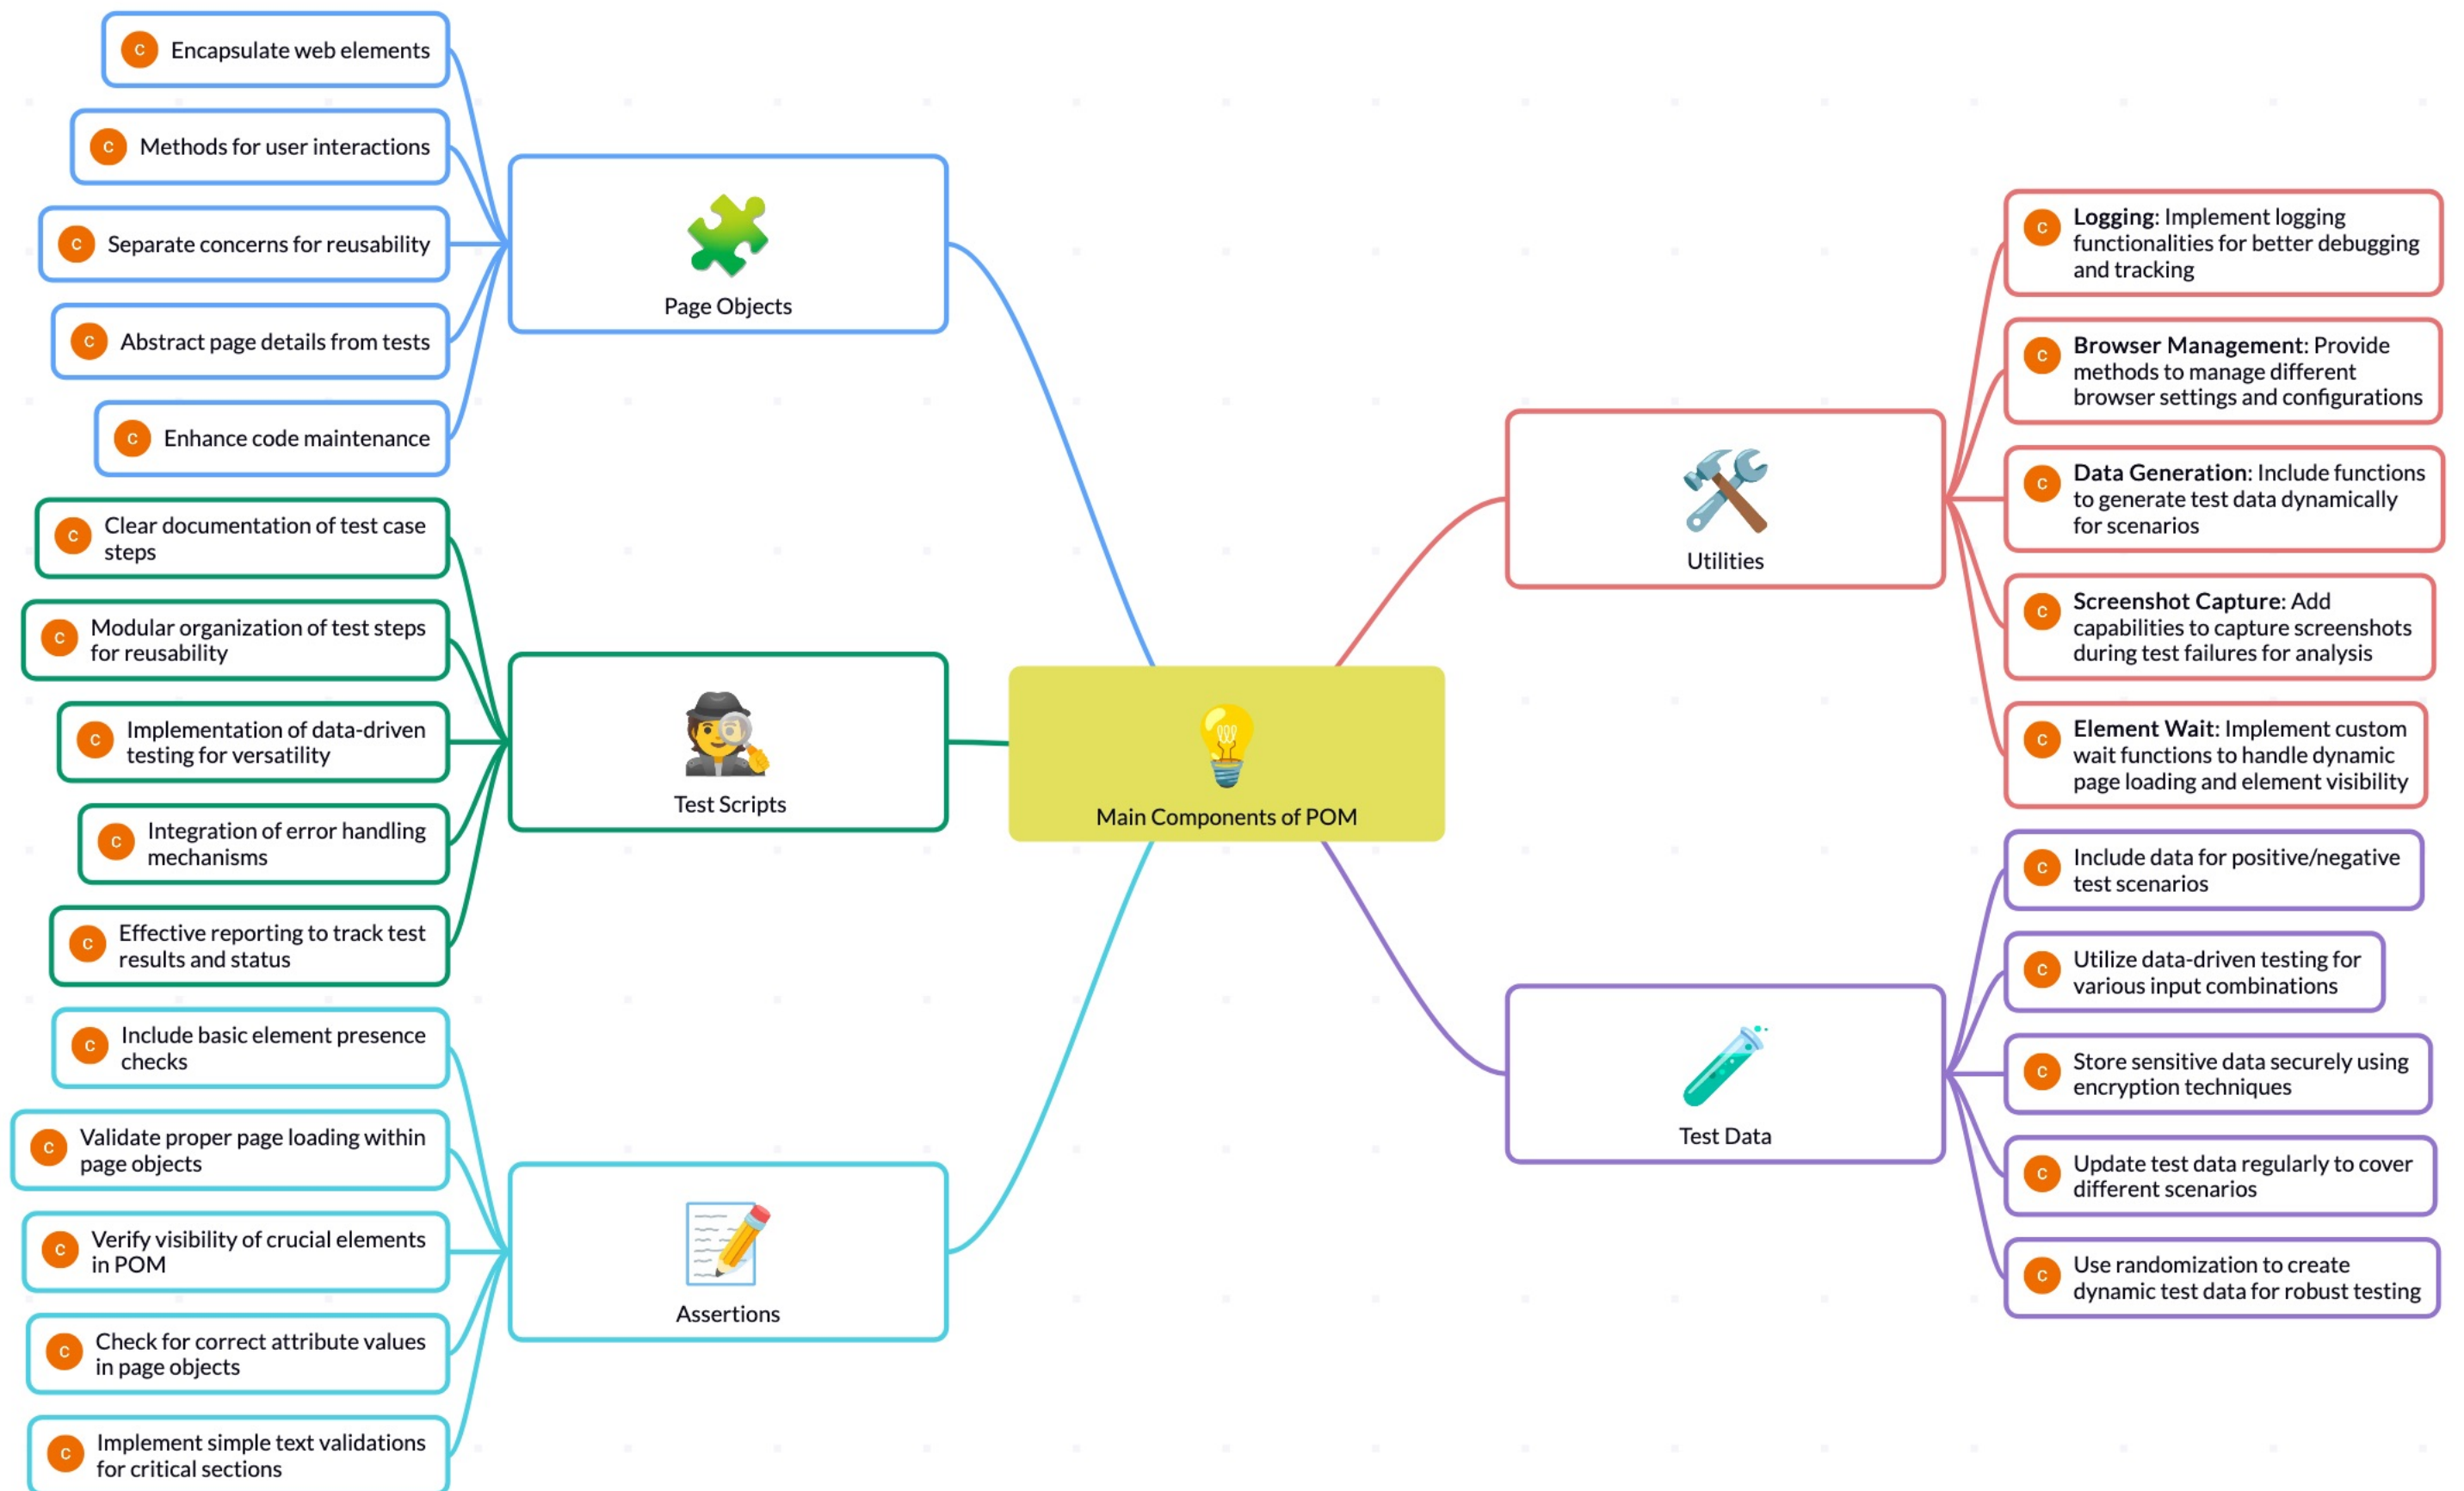 C Encapsulate web elements
C Methods for user interactions
C Separate concerns for reusability
C Abstract page details from tests
C Enhance code maintenance
Page Objects
C Clear documentation of test case
steps
C Modular organization of test steps
for reusability
C Implementation of data-driven
testing for versatility
C Integration of error handling
mechanisms
C Effective reporting to track test
results and status
Test Scripts
C Include basic element presence
checks
C Validate proper page loading within
page objects
C Verify visibility of crucial elements
in POM
C Check for correct attribute values
in page objects
C Implement simple text validations
for critical sections
Assertions
Main Components of POM
Utilities
C Logging: Implement logging
functionalities for better debugging
and tracking
C Browser Management: Provide
methods to manage different
browser settings and configurations
C Data Generation: Include functions
to generate test data dynamically
for scenarios
C Screenshot Capture: Add
capabilities to capture screenshots
during test failures for analysis
C Element Wait: Implement custom
wait functions to handle dynamic
page loading and element visibility
Test Data
C Include data for positive/negative
test scenarios
C Utilize data-driven testing for
various input combinations
C Store sensitive data securely using
encryption techniques
C Update test data regularly to cover
different scenarios
C Use randomization to create
dynamic test data for robust testing